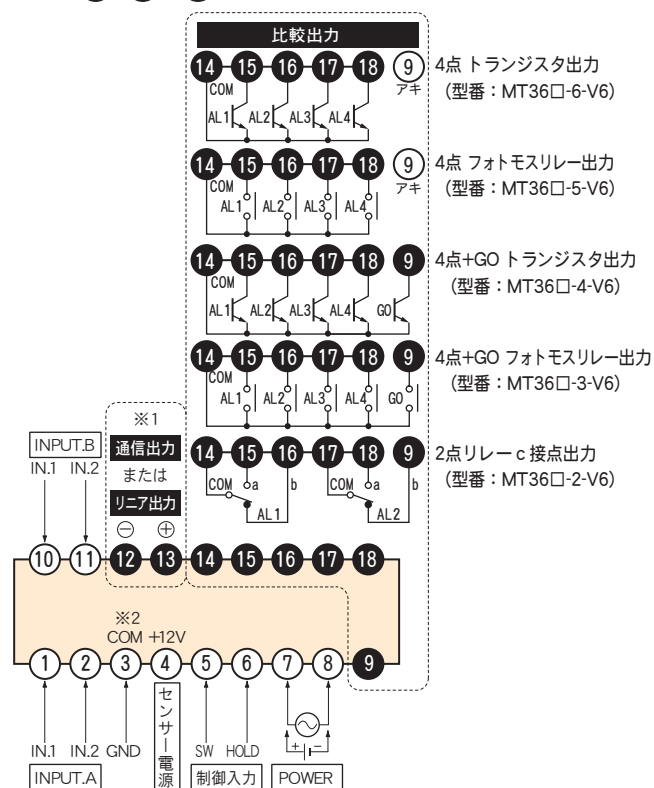 比較出力
14 15 16 17 18 9
COM アキ
AL1 AL2 AL3 AL4
4点 トランジスタ出力
(型番：MT36□-6-V6)
14 15 16 17 18 9
COM アキ
AL1 AL2 AL3 AL4
4点 フォトモスリレー出力
(型番：MT36□-5-V6)
14 15 16 17 18 9
COM
AL1 AL2 AL3 AL4 GO
4点+GO トランジスタ出力
(型番：MT36□-4-V6)
14 15 16 17 18 9
COM
AL1 AL2 AL3 AL4 GO
4点+GO フォトモスリレー出力
(型番：MT36□-3-V6)
14 15 16 17 18 9
COM a b COM a b
AL1 AL2
2点リレーc接点出力
(型番：MT36□-2-V6)
※1
通信出力
または
リニア出力
⊖ ⊕
INPUT.B
IN.1 IN.2
10 11 12 13 14 15 16 17 18
※2
COM +12V
1 2 3 4 5 6 7 8 9
IN.1 IN.2 GND
センサー電源
SW HOLD
+ −
INPUT.A
制御入力
POWER